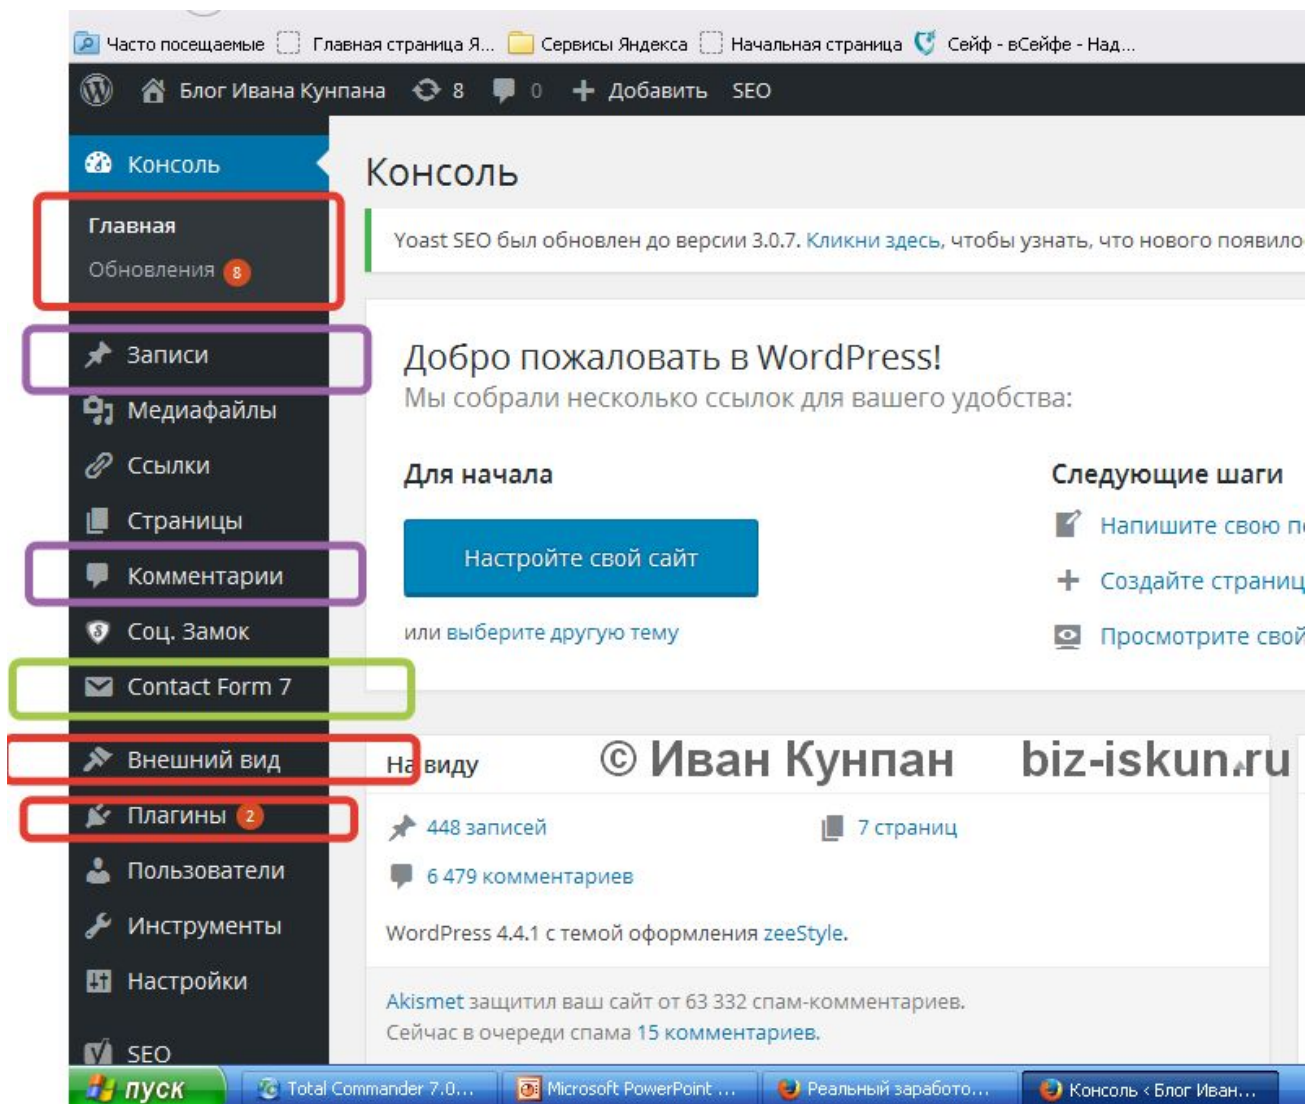 Часто посещаемые Главная страница Я... Сервисы Яндекса Начальная страница Сейф - вСейфе - Над...
Блог Ивана Кунпана 8 0 + Добавить SEO
Консоль
Главная
Обновления 8
Записи
Медиафайлы
Ссылки
Страницы
Комментарии
Соц. Замок
Contact Form 7
Внешний вид
Плагины 2
Пользователи
Инструменты
Настройки
SEO
Консоль
Yoast SEO был обновлен до версии 3.0.7. Кликни здесь, чтобы узнать, что нового появило
Добро пожаловать в WordPress!
Мы собрали несколько ссылок для вашего удобства:
Для начала
Настройте свой сайт
или выберите другую тему
Следующие шаги
Напишите свою п
Создайте страниц
Просмотрите свой
На виду
© Иван Кунпан biz-iskun.ru
448 записей 7 страниц
6 479 комментариев
WordPress 4.4.1 с темой оформления zeeStyle.
Akismet защитил ваш сайт от 63 332 спам-комментариев.
Сейчас в очереди спама 15 комментариев.
пуск Total Commander 7.0... Microsoft PowerPoint ... Реальный заработо... Консоль ‹ Блог Иван...